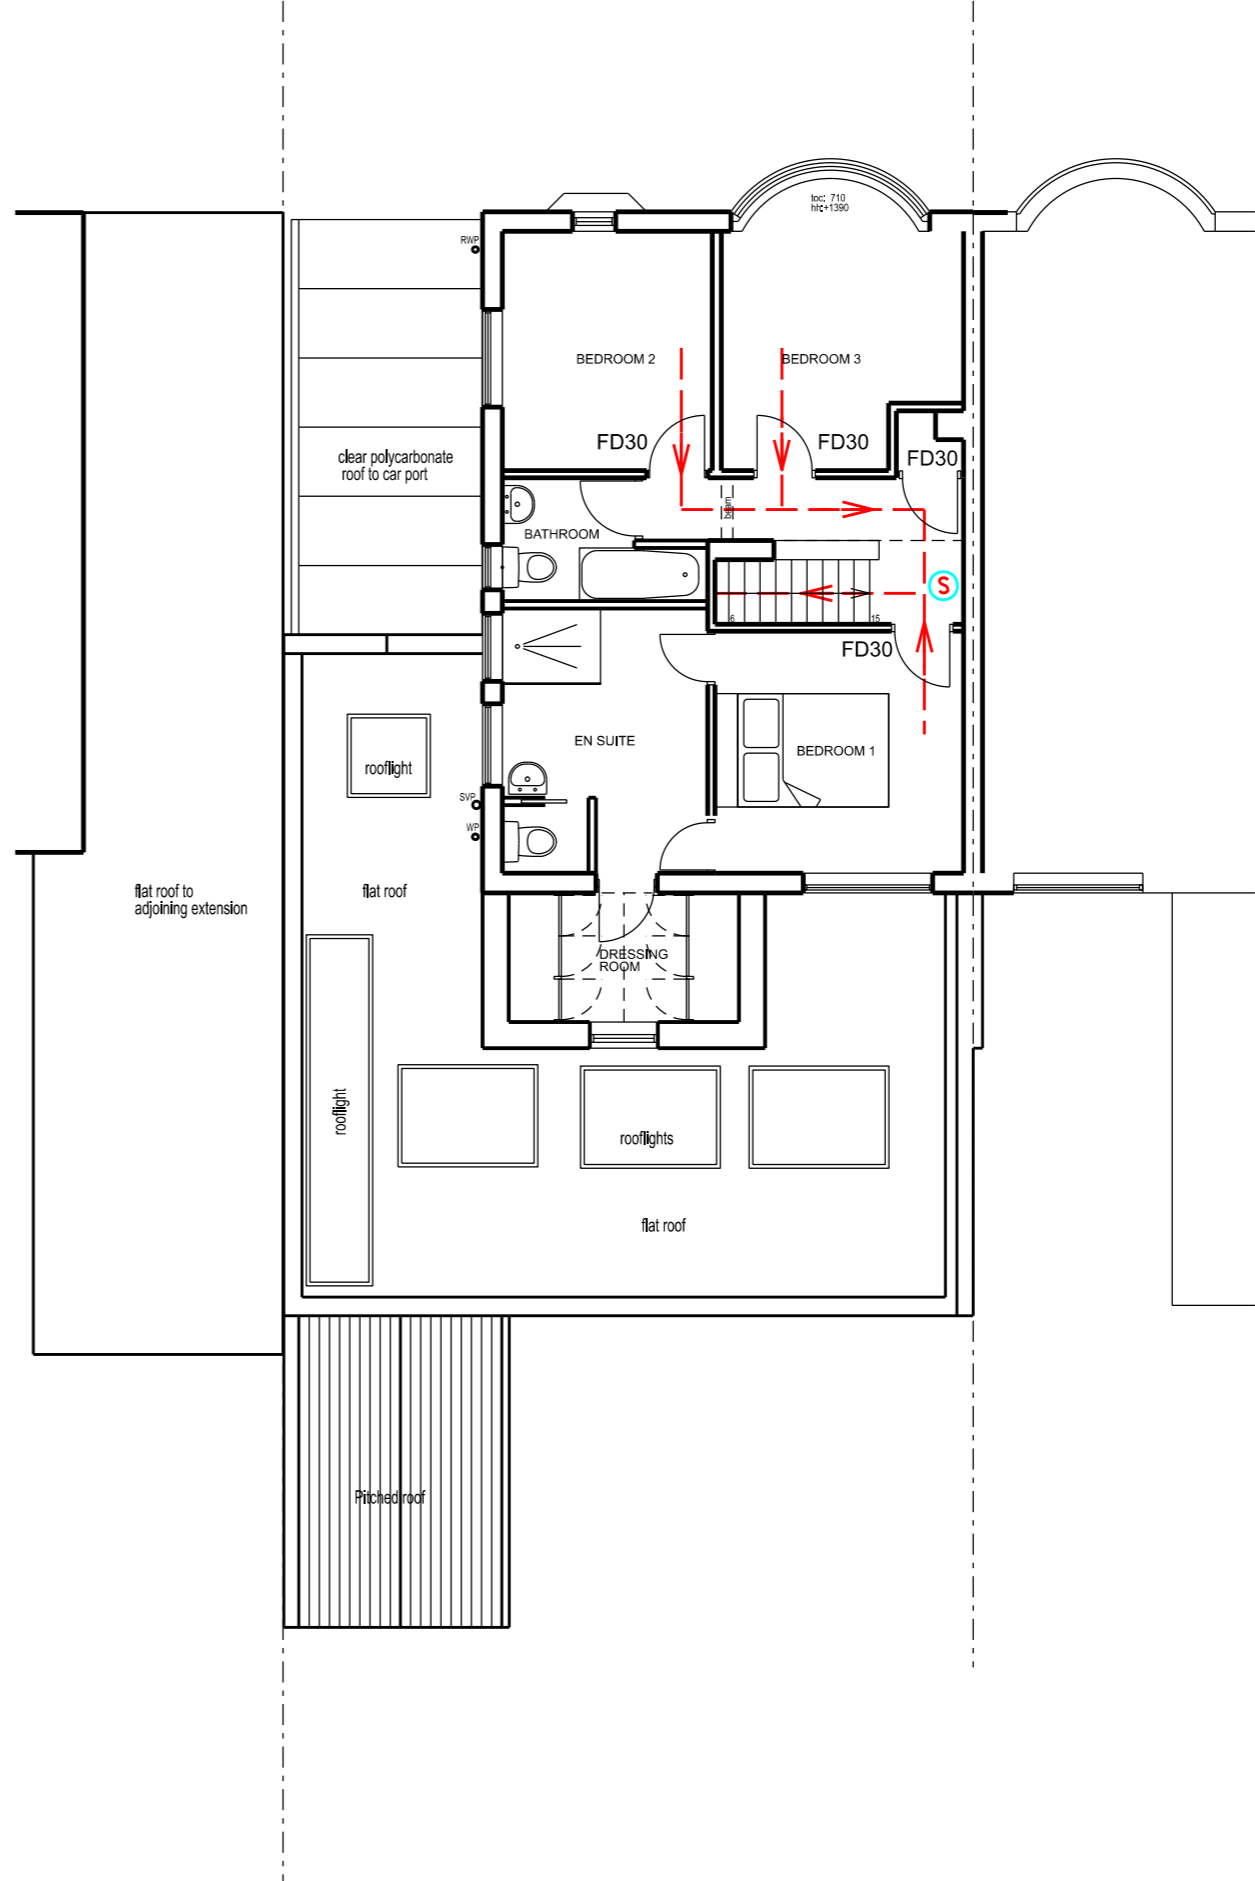 toc: 710
ht:+1390
RWP
BEDROOM 2
BEDROOM 3
FD30
FD30
FD30
clear polycarbonate
roof to car port
beam
BATHROOM
S
6
15
FD30
EN SUITE
BEDROOM 1
rooflight
SVP
WP
flat roof to
adjoining extension
flat roof
DRESSING
ROOM
rooflight
rooflights
flat roof
Pitched roof